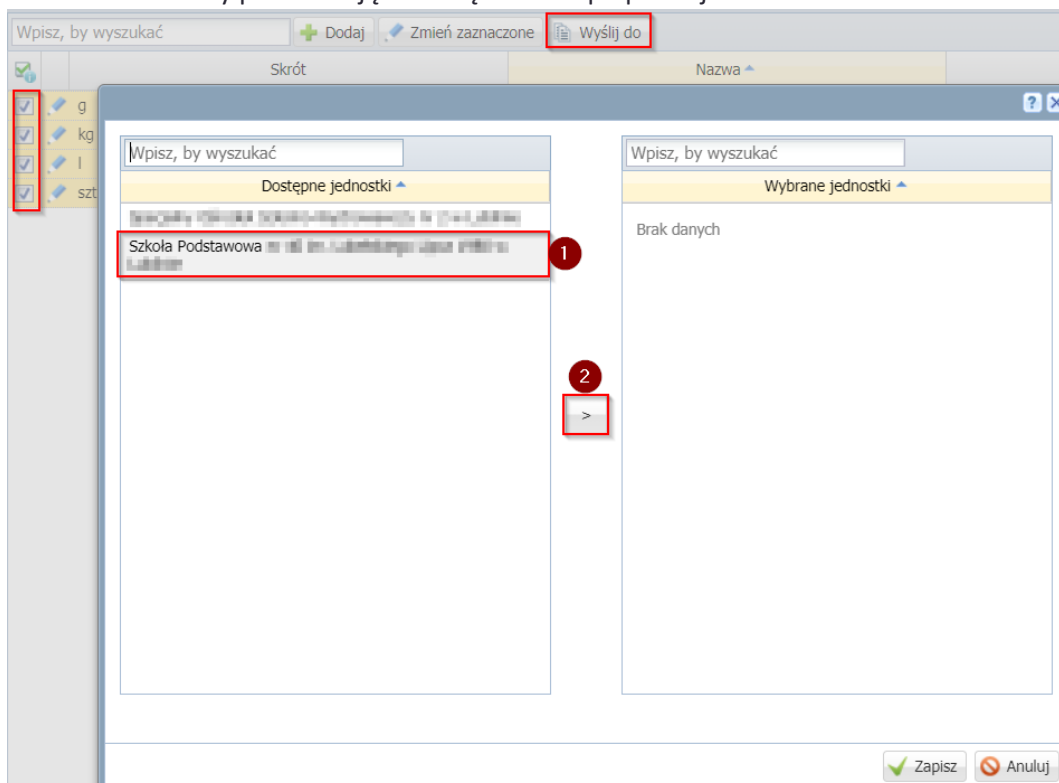 Wpisz, by wyszukać Dodaj Zmień zaznaczone Wyślij do
Skrót Nazwa
g
kg
l
szt
Wpisz, by wyszukać Wpisz, by wyszukać
Dostępne jednostki Wybrane jednostki
Brak danych
Szkoła Podstawowa
1
2
>
Zapisz Anuluj